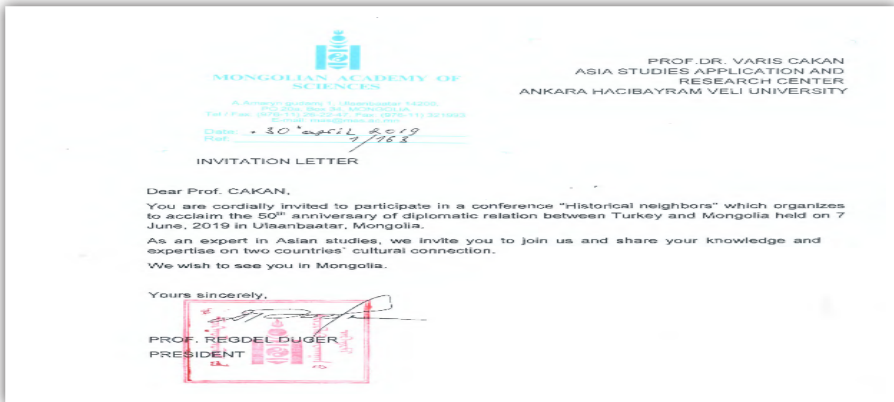 MONGOLIAN ACADEMY OF
SCIENCES
PROF.DR. VARIS CAKAN
ASIA STUDIES APPLICATION AND
RESEARCH CENTER
ANKARA HACIBAYRAM VELI UNIVERSITY
Date: 30 april 2019
Ref: 1/163
INVITATION LETTER
Dear Prof. CAKAN,
You are cordially invited to participate in a conference "Historical neighbors" which organizes
to acclaim the 50th anniversary of diplomatic relation between Turkey and Mongolia held on 7
June, 2019 in Ulaanbaatar, Mongolia.
As an expert in Asian studies, we invite you to join us and share your knowledge and
expertise on two countries` cultural connection.
We wish to see you in Mongolia.
Yours sincerely,
PROF. REGDEL DUGER
PRESIDENT